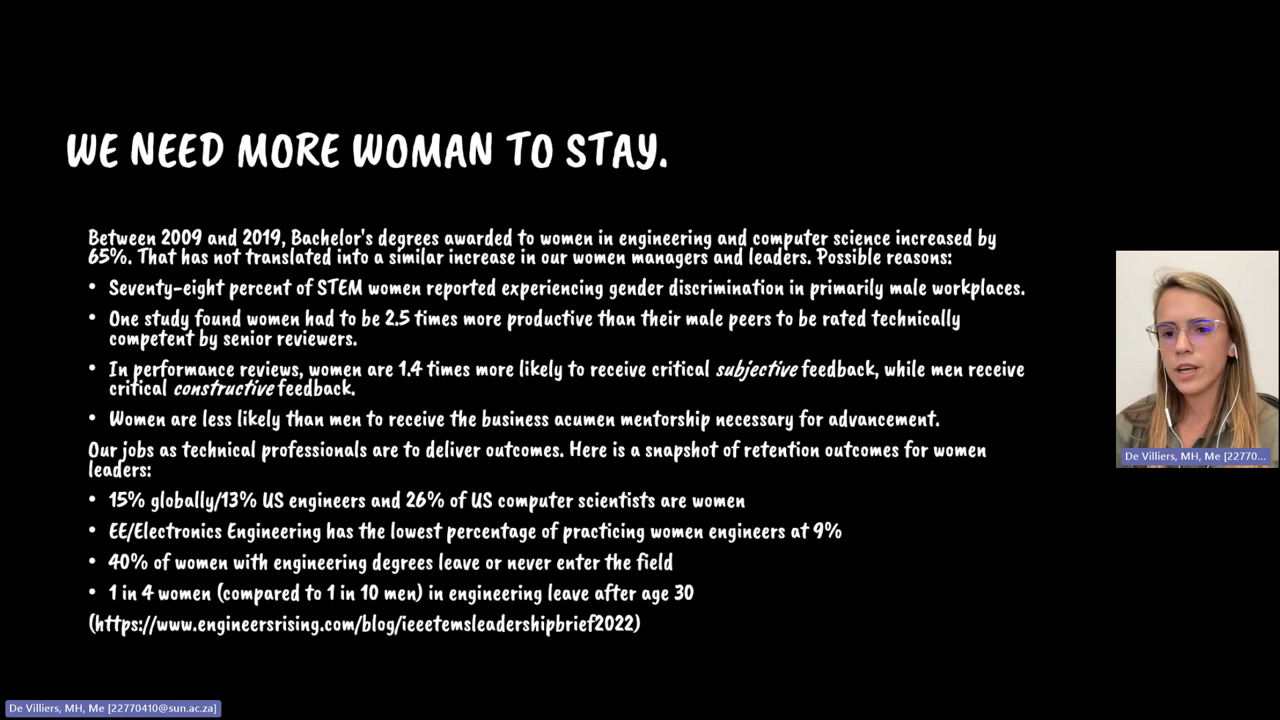 WE NEED MORE WOMAN TO STAY.
Between 2009 and 2019, Bachelor's degrees awarded to women in engineering and computer science increased by
65%. That has not translated into a similar increase in our women managers and leaders. Possible reasons:
• Seventy-eight percent of STEM women reported experiencing gender discrimination in primarily male workplaces.
• One study found women had to be 2.5 times more productive than their male peers to be rated technically
competent by senior reviewers.
• In performance reviews, women are 1.4 times more likely to receive critical subjective feedback, while men receive
critical constructive feedback.
• Women are less likely than men to receive the business acumen mentorship necessary for advancement.
Our jobs as technical professionals are to deliver outcomes. Here is a snapshot of retention outcomes for women
leaders:
• 15% globally/13% US engineers and 26% of US computer scientists are women
• EE/Electronics Engineering has the lowest percentage of practicing women engineers at 9%
• 40% of women with engineering degrees leave or never enter the field
• 1 in 4 women (compared to 1 in 10 men) in engineering leave after age 30
(https://www.engineersrising.com/blog/ieeetemsleadershipbrief2022)
De Villiers, MH, Me [22770...
De Villiers, MH, Me [22770410@sun.ac.za]